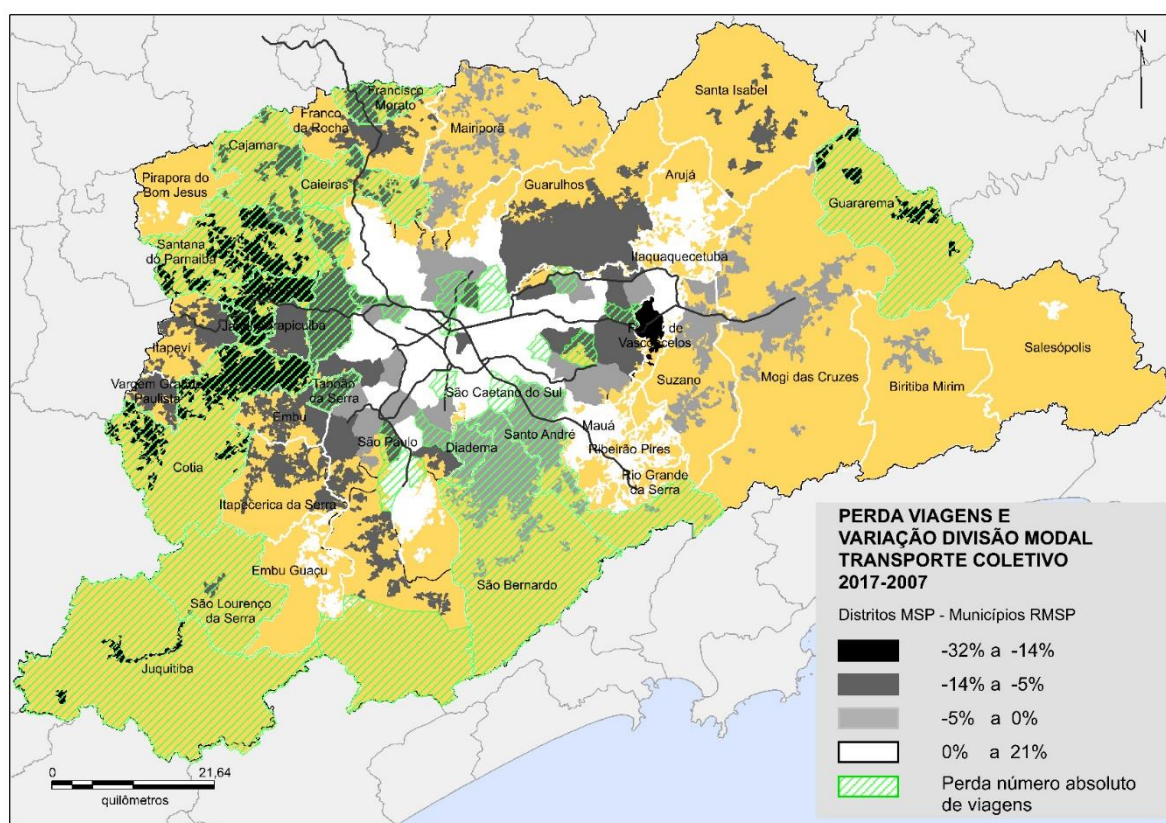 N
Francisco
Morato
Santa Isabel
Franco
da Rocha
Mairiporã
Cajamar
Pirapora do
Bom Jesus
Caieiras
Guarulhos
Arujá
Guararema
Santana
do Parnaíba
Itaquaquecetuba
Itapevi
Vargem Grande
Paulista
Taboão
da Serra
Vasconcelos
Suzano
Mogi das Cruzes
Biritiba Mirim
Salesópolis
São Caetano do Sul
Embu
São Paulo
Diadema
Santo André
Mauá
Ribeirão Pires
Cotia
Rio Grande
da Serra
Itapecerica da Serra
Embu Guaçu
São Bernardo
São Lourenço
da Serra
Juquitiba
0 21,64
quilômetros
PERDA VIAGENS E
VARIAÇÃO DIVISÃO MODAL
TRANSPORTE COLETIVO
2017-2007
Distritos MSP - Municípios RMSP
-32% a -14%
-14% a -5%
-5% a 0%
0% a 21%
Perda número absoluto
de viagens